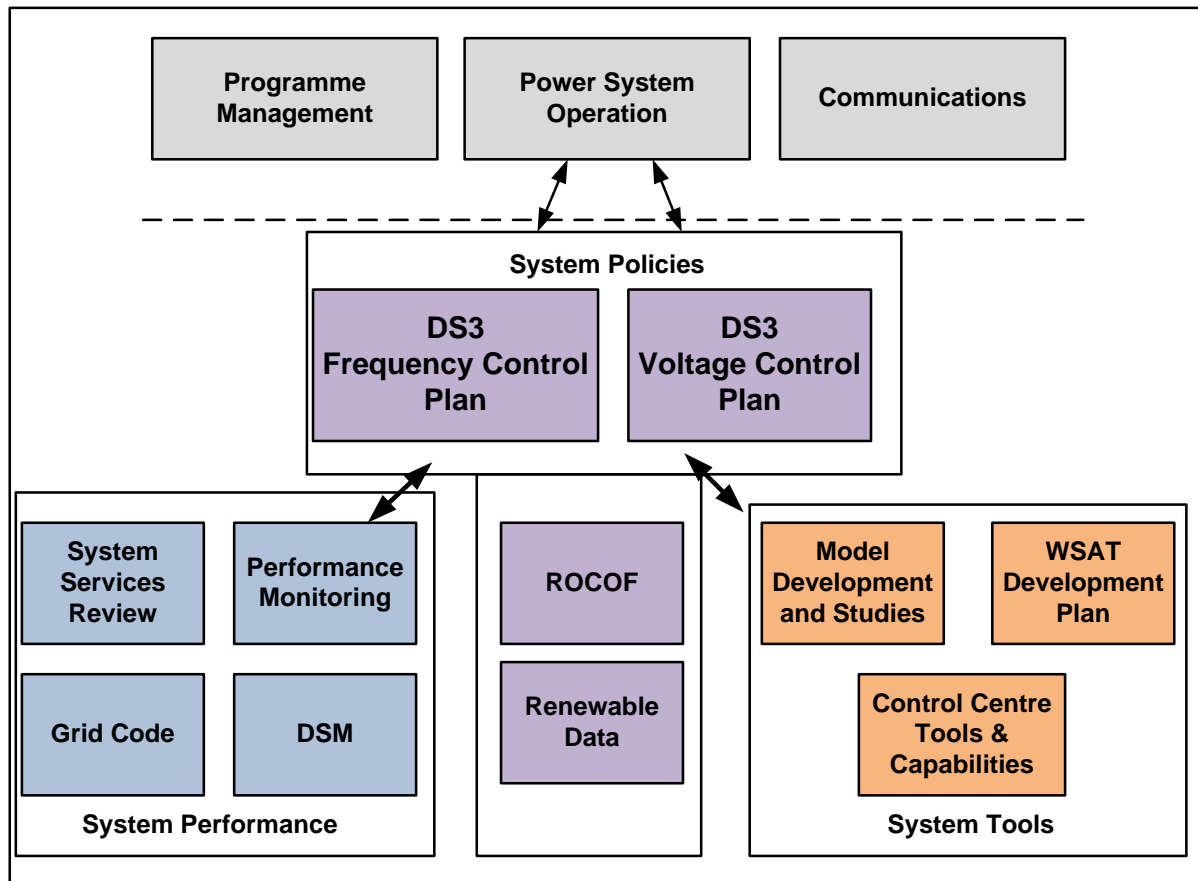 Programme
Management
Power System
Operation
Communications
System Policies
DS3
Frequency Control
Plan
DS3
Voltage Control
Plan
System
Services
Review
Performance
Monitoring
Grid Code
DSM
System Performance
ROCOF
Renewable
Data
Model
Development
and Studies
WSAT
Development
Plan
Control Centre
Tools &
Capabilities
System Tools